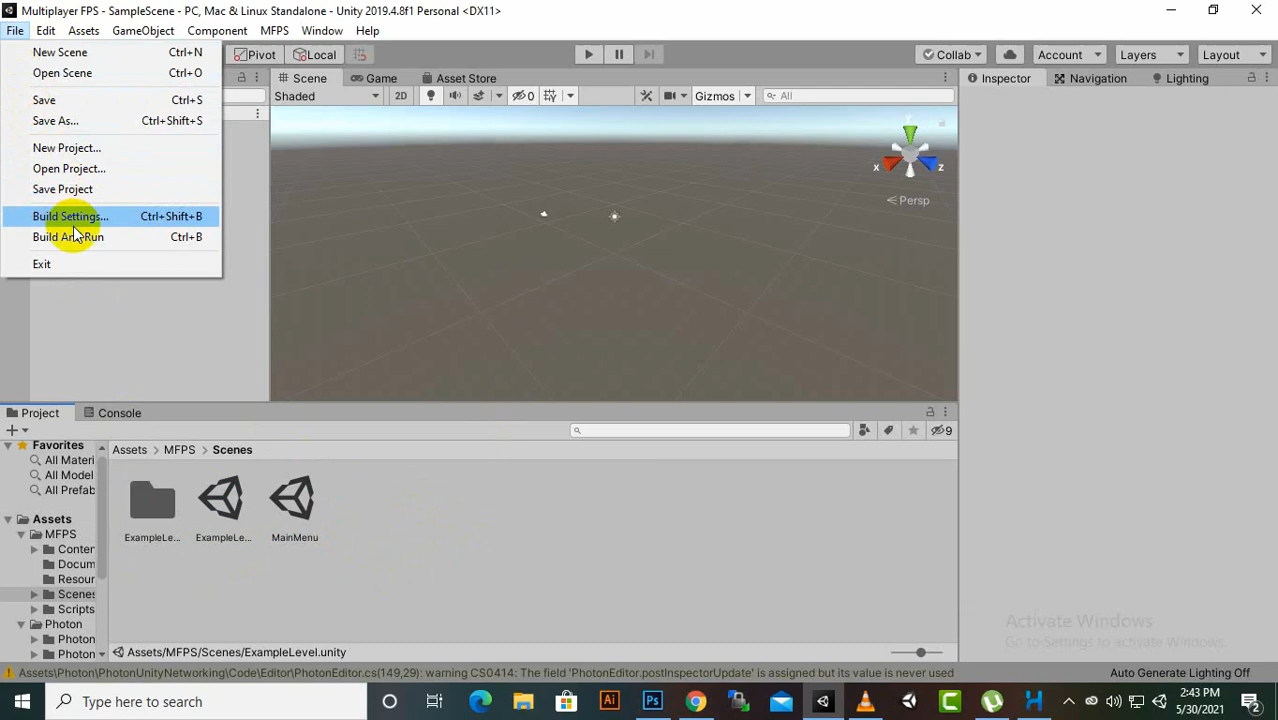 Multiplayer FPS - SampleScene - PC, Mac & Linux Standalone - Unity 2019.4.8f1 Personal <DX11>
File Edit Assets GameObject Component MFPS Window Help
Pivot Local Collab Account Layers Layout
New Scene Ctrl+N
Open Scene Ctrl+O
Save Ctrl+S
Save As... Ctrl+Shift+S
New Project...
Open Project...
Save Project
Build Settings... Ctrl+Shift+B
Build And Run Ctrl+B
Exit
Scene Game Asset Store
Inspector Navigation Lighting
Shaded 2D 0 Gizmos All
y
x z
Persp
Project Console
9
Favorites
All Materi
All Model
All Prefab
Assets
MFPS
Conter
Docum
Resour
Scenes
Scripts
Photon
Photon
Photon
Assets > MFPS > Scenes
ExampleLe... ExampleLe... MainMenu
Assets/MFPS/Scenes/ExampleLevel.unity
Activate Windows
Go to Settings to activate Windows.
Assets\Photon\PhotonUnityNetworking\Code\Editor\PhotonEditor.cs(149,29): warning CS0414: The field 'PhotonEditor.postInspectorUpdate' is assigned but its value is never used
Auto Generate Lighting Off
Type here to search
Ai Ps
2:43 PM
5/30/2021
2